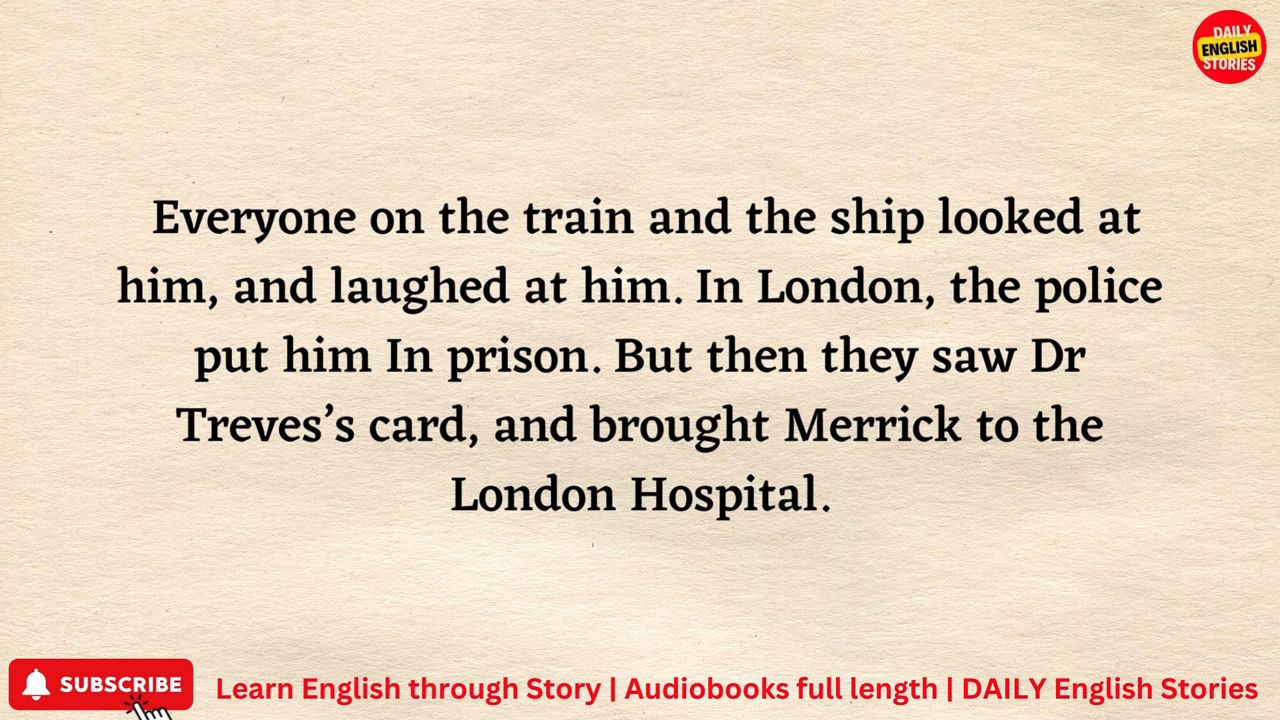 DAILY
ENGLISH
STORIES
Everyone on the train and the ship looked at
him, and laughed at him. In London, the police
put him In prison. But then they saw Dr
Treves’s card, and brought Merrick to the
London Hospital.
SUBSCRIBE
Learn English through Story | Audiobooks full length | DAILY English Stories